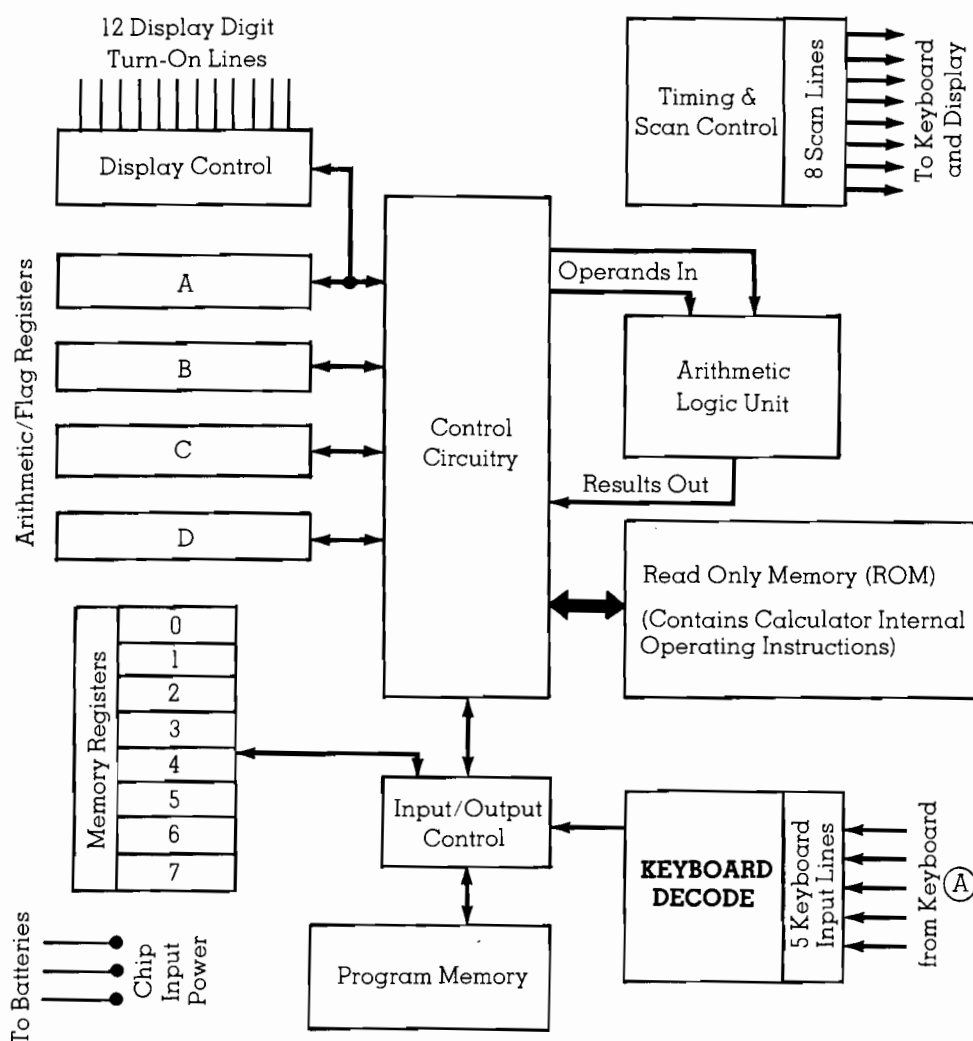 12 Display Digit
Turn-On Lines
Display Control
Timing &
Scan Control
8 Scan Lines
To Keyboard
and Display
Arithmetic/Flag Registers
A
B
C
D
Control
Circuitry
Operands In
Arithmetic
Logic Unit
Results Out
Read Only Memory (ROM)
(Contains Calculator Internal
Operating Instructions)
Memory Registers
0
1
2
3
4
5
6
7
Input/Output
Control
KEYBOARD
DECODE
5 Keyboard
Input Lines
from Keyboard
A
Program Memory
To Batteries
Chip
Input
Power